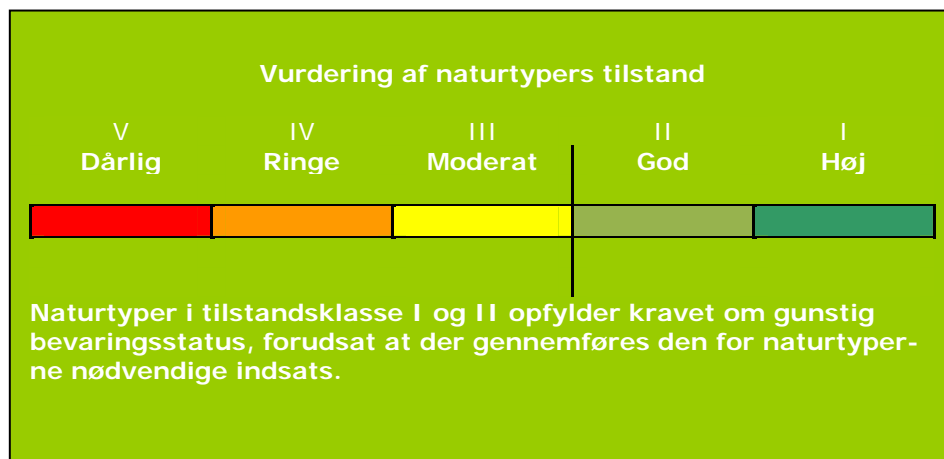 Vurdering af naturtypers tilstand
V IV III II I
Dårlig Ringe Moderat God Høj
Naturtyper i tilstandsklasse I og II opfylder kravet om gunstig
bevaringsstatus, forudsat at der gennemføres den for naturtyper-
ne nødvendige indsats.